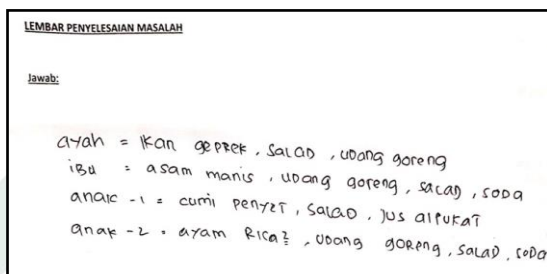 LEMBAR PENYELESAIAN MASALAH
Jawab:
ayah = ikan geprek, salad, udang goreng
ibu : asam manis, udang goreng, salad, soda
anak -1 = cumi penyet, salad, jus alpukat
anak -2 = ayam Rica², udang goreng, salad, soda